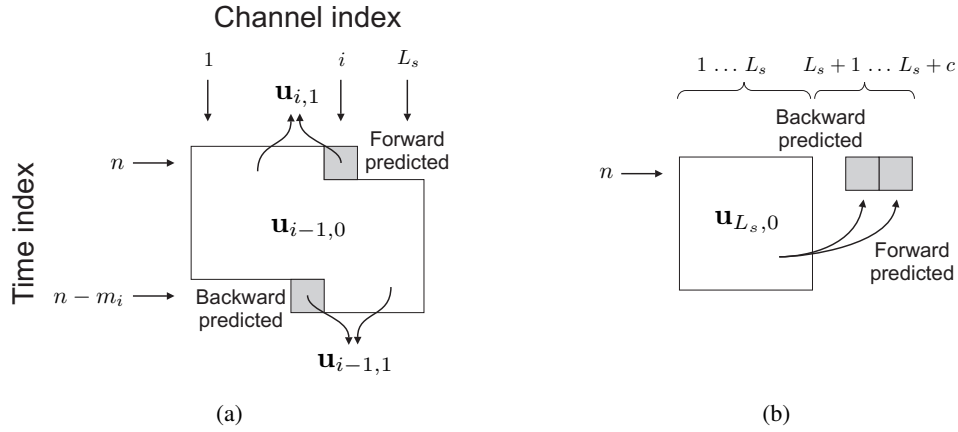 Channel index
1
i
L_s
u_{i,1}
Forward
predicted
n
u_{i−1,0}
Time index
n − m_i
Backward
predicted
u_{i−1,1}
(a)
1 … L_s
L_s + 1 … L_s + c
Backward
predicted
n
u_{L_s,0}
Forward
predicted
(b)